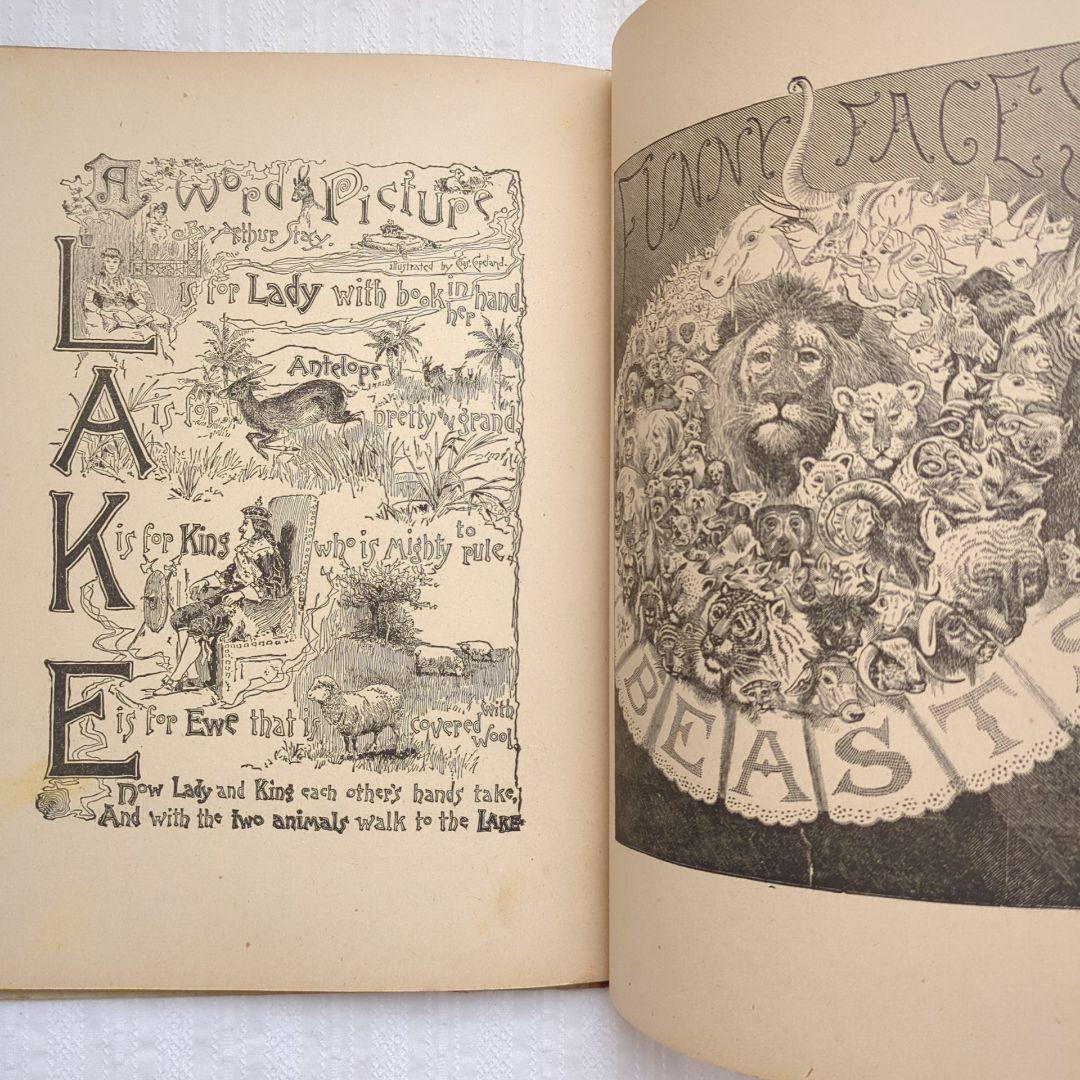 A Word Picture
By Arthur Stacy.
illustrated by Chas. Copeland.
L is for Lady with book in her hand,
A is for Antelope pretty 'n grand
K is for King who is Mighty to rule.
E is for Ewe that is covered with wool.
Now Lady and King each other's hands take,
And with the two animals walk to the LAKE.
FUNNY FACES
BEASTS